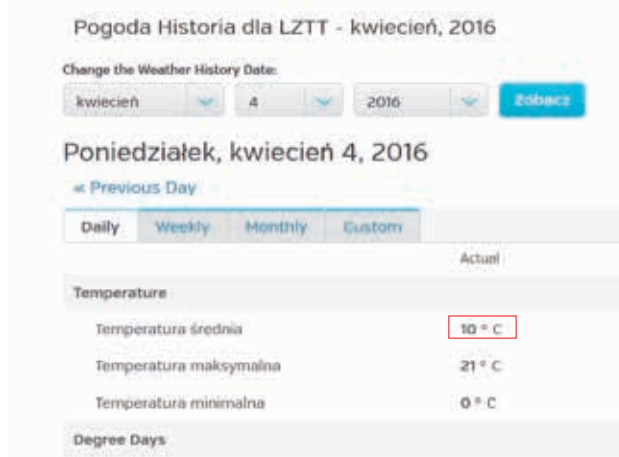 Pogoda Historia dla LZTT - kwiecień, 2016
Change the Weather History Date:
kwiecień 4 2016 Zobacz
Poniedziałek, kwiecień 4, 2016
« Previous Day
Daily Weekly Monthly Custom
Actual
Temperature
Temperatura średnia 10 ° C
Temperatura maksymalna 21 ° C
Temperatura minimalna 0 ° C
Degree Days